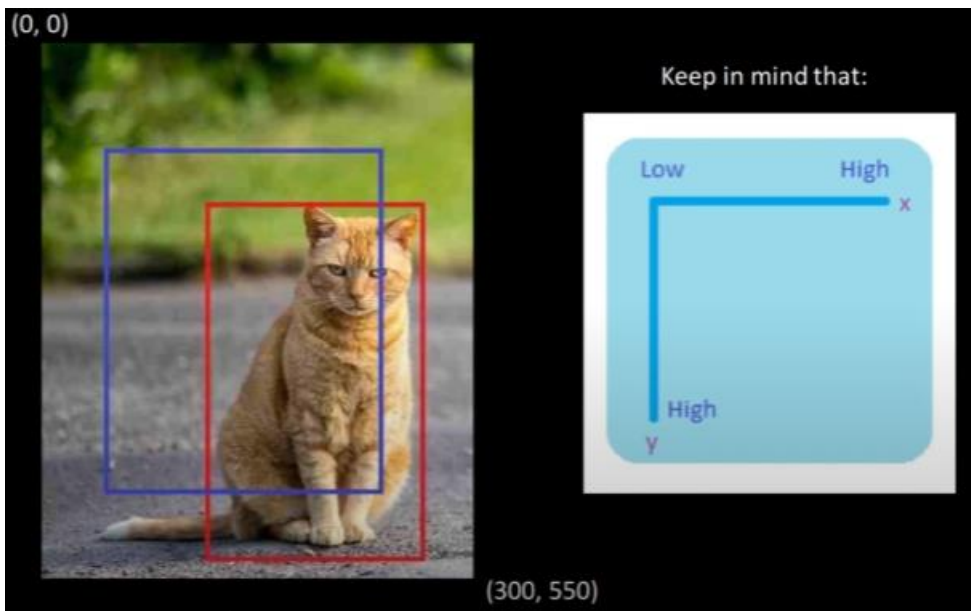 (0, 0)
Keep in mind that:
Low High
x
High
y
(300, 550)